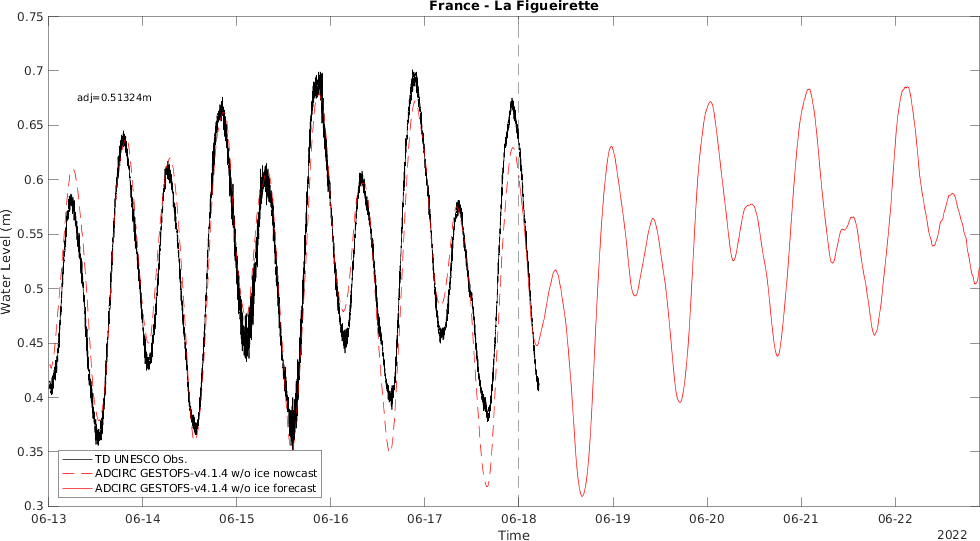 France - La Figueirette
0.75
0.7
0.65
0.6
0.55
0.5
0.45
0.4
0.35
0.3
Water Level (m)
adj=0.51324m
TD UNESCO Obs.
ADCIRC GESTOFS-v4.1.4 w/o ice nowcast
ADCIRC GESTOFS-v4.1.4 w/o ice forecast
06-13 06-14 06-15 06-16 06-17 06-18 06-19 06-20 06-21 06-22
Time
2022